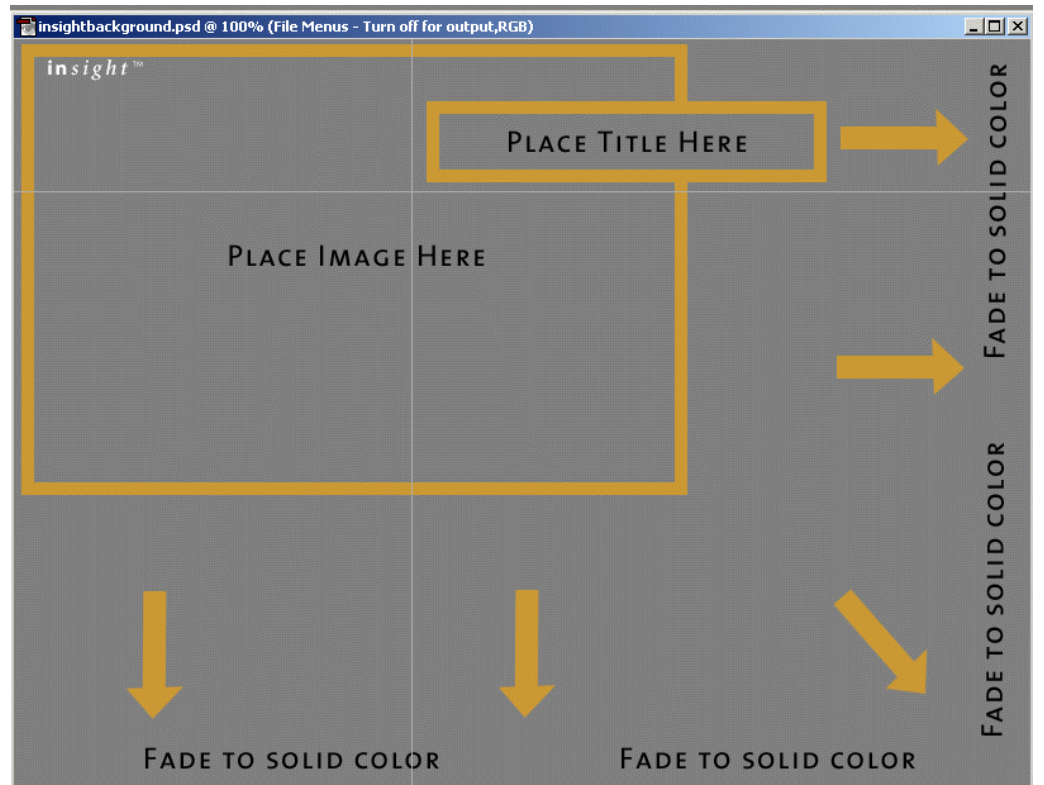 insightbackground.psd @ 100% (File Menus - Turn off for output,RGB)
insight™
PLACE TITLE HERE
PLACE IMAGE HERE
FADE TO SOLID COLOR
FADE TO SOLID COLOR
FADE TO SOLID COLOR
FADE TO SOLID COLOR